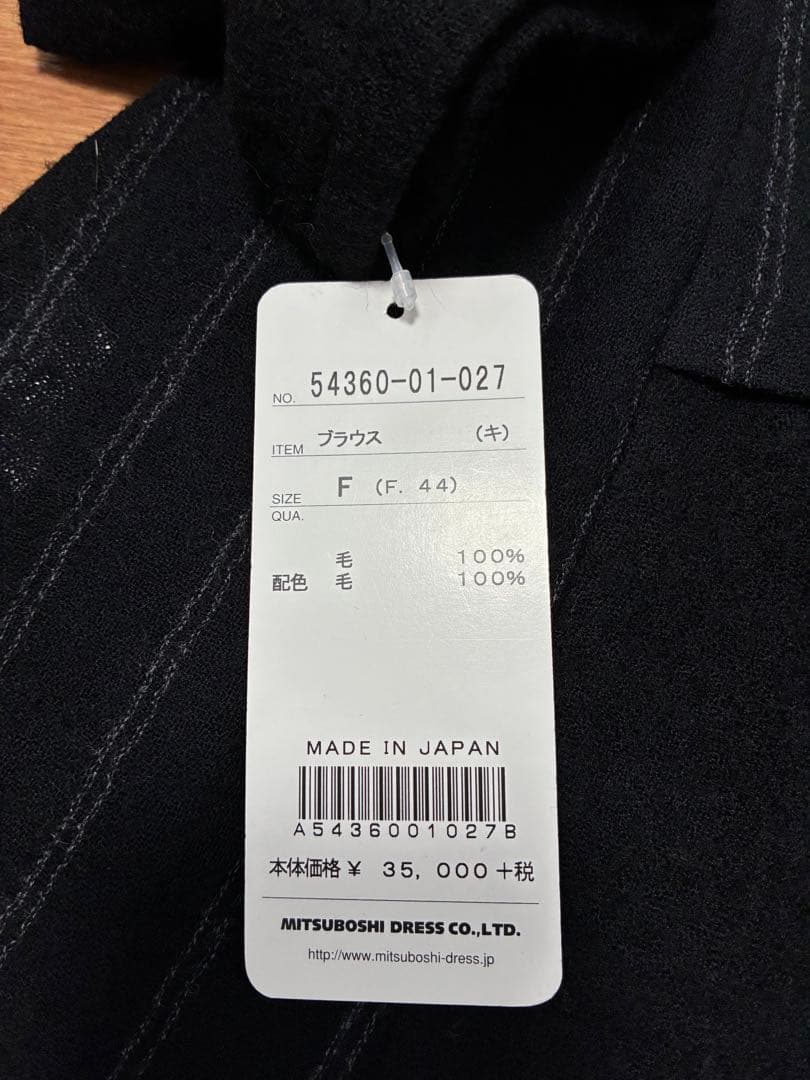 NO. 54360-01-027
ITEM ブラウス (キ)
SIZE F (F. 44)
QUA.
毛 100%
配色 毛 100%
MADE IN JAPAN
A5436001027B
本体価格 ¥ 35,000+税
MITSUBOSHI DRESS CO.,LTD.
http://www.mitsuboshi-dress.jp